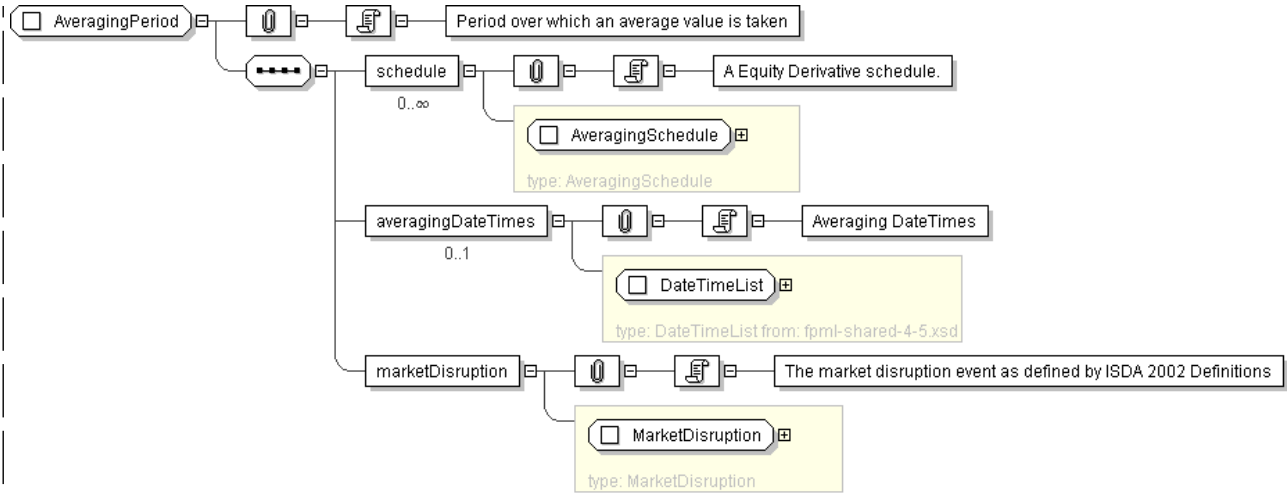 AveragingPeriod
Period over which an average value is taken
schedule
A Equity Derivative schedule.
0..∞
AveragingSchedule
type: AveragingSchedule
averagingDateTimes
Averaging DateTimes
0..1
DateTimeList
type: DateTimeList from: fpml-shared-4-5.xsd
marketDisruption
The market disruption event as defined by ISDA 2002 Definitions
MarketDisruption
type: MarketDisruption